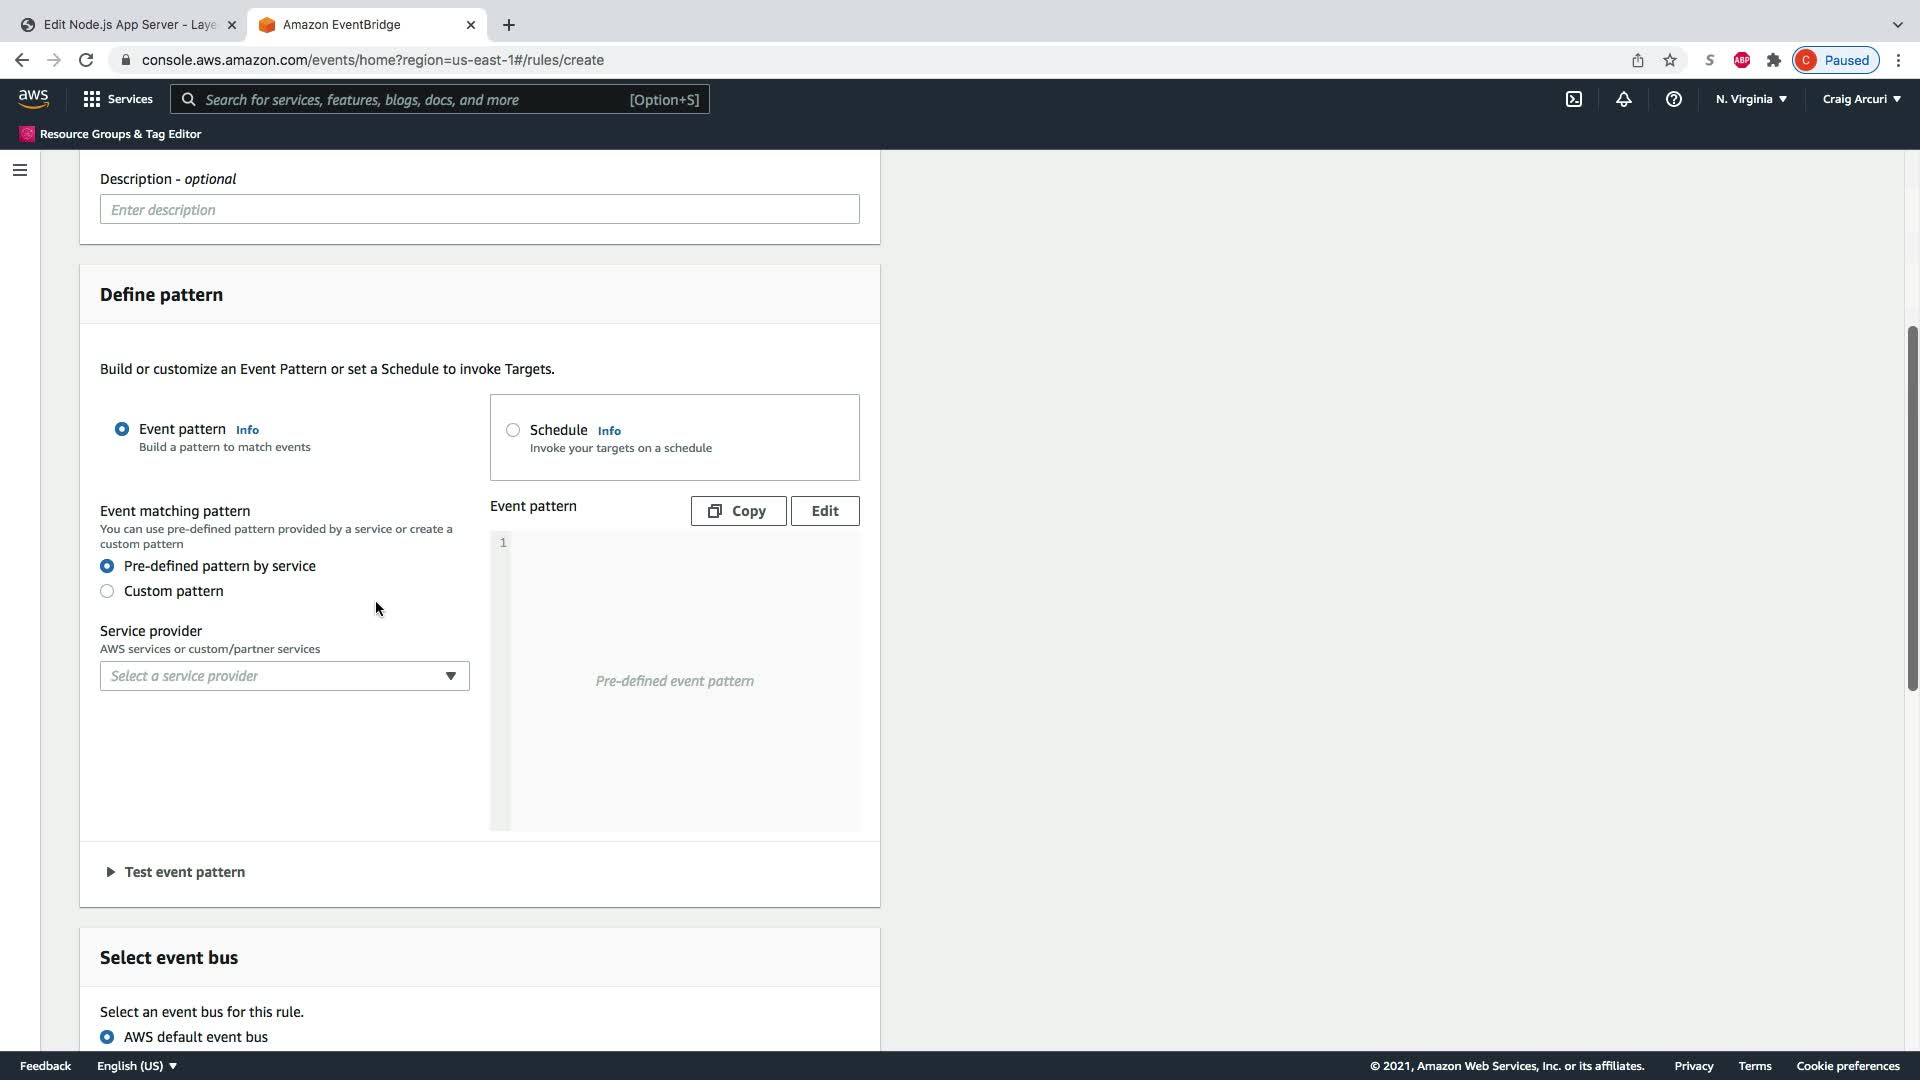 Edit Node.js App Server - Laye
Amazon EventBridge
console.aws.amazon.com/events/home?region=us-east-1#/rules/create
S
ABP
C Paused
aws
Services
Search for services, features, blogs, docs, and more [Option+S]
N. Virginia
Craig Arcuri
Resource Groups & Tag Editor
Description - optional
Enter description
Define pattern
Build or customize an Event Pattern or set a Schedule to invoke Targets.
Event pattern Info
Build a pattern to match events
Schedule Info
Invoke your targets on a schedule
Event matching pattern
You can use pre-defined pattern provided by a service or create a
custom pattern
Pre-defined pattern by service
Custom pattern
Service provider
AWS services or custom/partner services
Select a service provider
Event pattern
Copy
Edit
1
Pre-defined event pattern
Test event pattern
Select event bus
Select an event bus for this rule.
AWS default event bus
Feedback
English (US)
© 2021, Amazon Web Services, Inc. or its affiliates.
Privacy
Terms
Cookie preferences